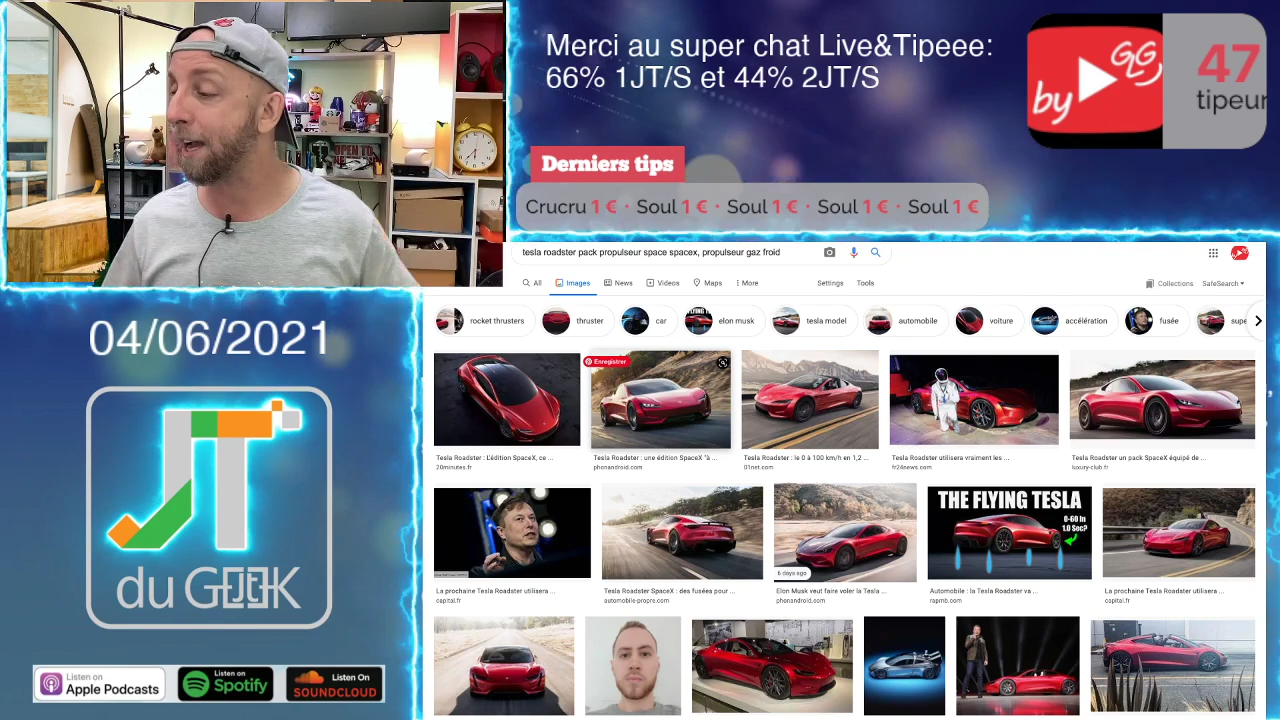 Merci au super chat Live&Tipeee:
66% 1JT/S et 44% 2JT/S
by GLG
47
tipeur
Derniers tips
Crucru 1 € · Soul 1 € · Soul 1 € · Soul 1 € · Soul 1 €
04/06/2021
JT
du GEEK
Listen on
Apple Podcasts
Listen on
Spotify
Listen On
SOUNDCLOUD
tesla roadster pack propulseur space spacex, propulseur gaz froid
All Images News Videos Maps More Settings Tools Collections SafeSearch
rocket thrusters thruster car elon musk tesla model automobile voiture accélération fusée supe
Enregistrer
Tesla Roadster : L'édition SpaceX, ce ...
20minutes.fr
Tesla Roadster : une édition SpaceX "à ...
phonandroid.com
Tesla Roadster : le 0 à 100 km/h en 1,2 ...
01net.com
Tesla Roadster utilisera vraiment les ...
fr24news.com
Tesla Roadster un pack SpaceX équipé de ...
luxury-club.fr
THE FLYING TESLA
0-60 In
1.0 Sec?
6 days ago
La prochaine Tesla Roadster utilisera ...
capital.fr
Tesla Roadster SpaceX : des fusées pour ...
automobile-propre.com
Elon Musk veut faire voler la Tesla ...
phonandroid.com
Automobile : la Tesla Roadster va ...
rapmb.com
La prochaine Tesla Roadster utilisera ...
capital.fr